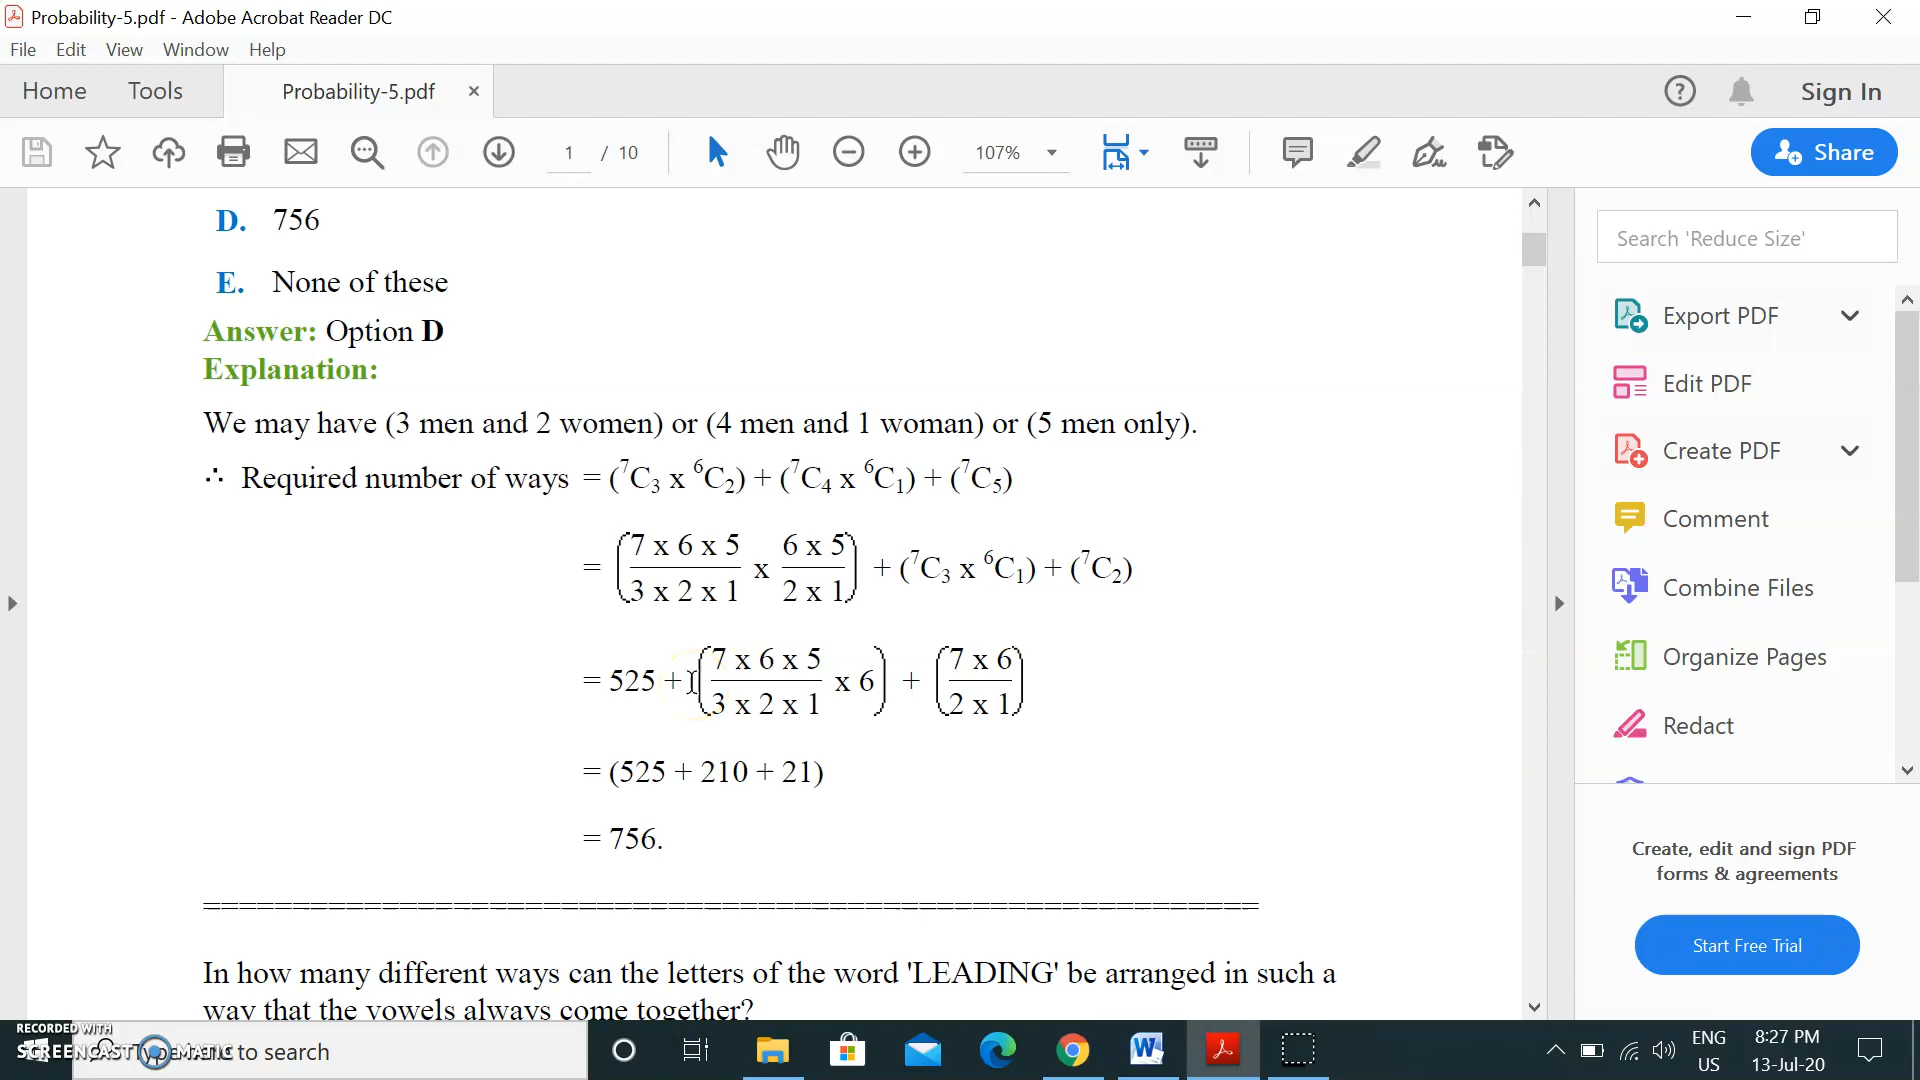 Probability-5.pdf - Adobe Acrobat Reader DC
File Edit View Window Help
Home Tools Probability-5.pdf × Sign In
1 / 10 107% Share
D. 756
E. None of these
Answer: Option D
Explanation:
We may have (3 men and 2 women) or (4 men and 1 woman) or (5 men only).
∴ Required number of ways = (⁷C₃ x ⁶C₂) + (⁷C₄ x ⁶C₁) + (⁷C₅)
= (7 x 6 x 5 / 3 x 2 x 1 x 6 x 5 / 2 x 1) + (⁷C₃ x ⁶C₁) + (⁷C₂)
= 525 + (7 x 6 x 5 / 3 x 2 x 1 x 6) + (7 x 6 / 2 x 1)
= (525 + 210 + 21)
= 756.
============================================================
In how many different ways can the letters of the word 'LEADING' be arranged in such a
way that the vowels always come together?
Search 'Reduce Size'
Export PDF
Edit PDF
Create PDF
Comment
Combine Files
Organize Pages
Redact
Create, edit and sign PDF
forms & agreements
Start Free Trial
RECORDED WITH
SCREENCAST MATIC
to search
ENG
US
8:27 PM
13-Jul-20